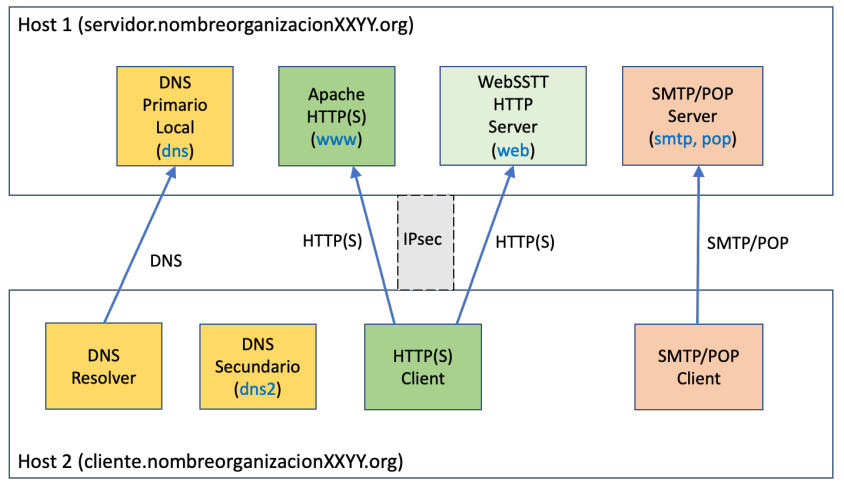 Host 1 (servidor.nombreorganizacionXXYY.org)
DNS
Primario
Local
(dns)
Apache
HTTP(S)
(www)
WebSSTT
HTTP
Server
(web)
SMTP/POP
Server
(smtp, pop)
DNS
HTTP(S)
IPsec
HTTP(S)
SMTP/POP
DNS
Resolver
DNS
Secundario
(dns2)
HTTP(S)
Client
SMTP/POP
Client
Host 2 (cliente.nombreorganizacionXXYY.org)